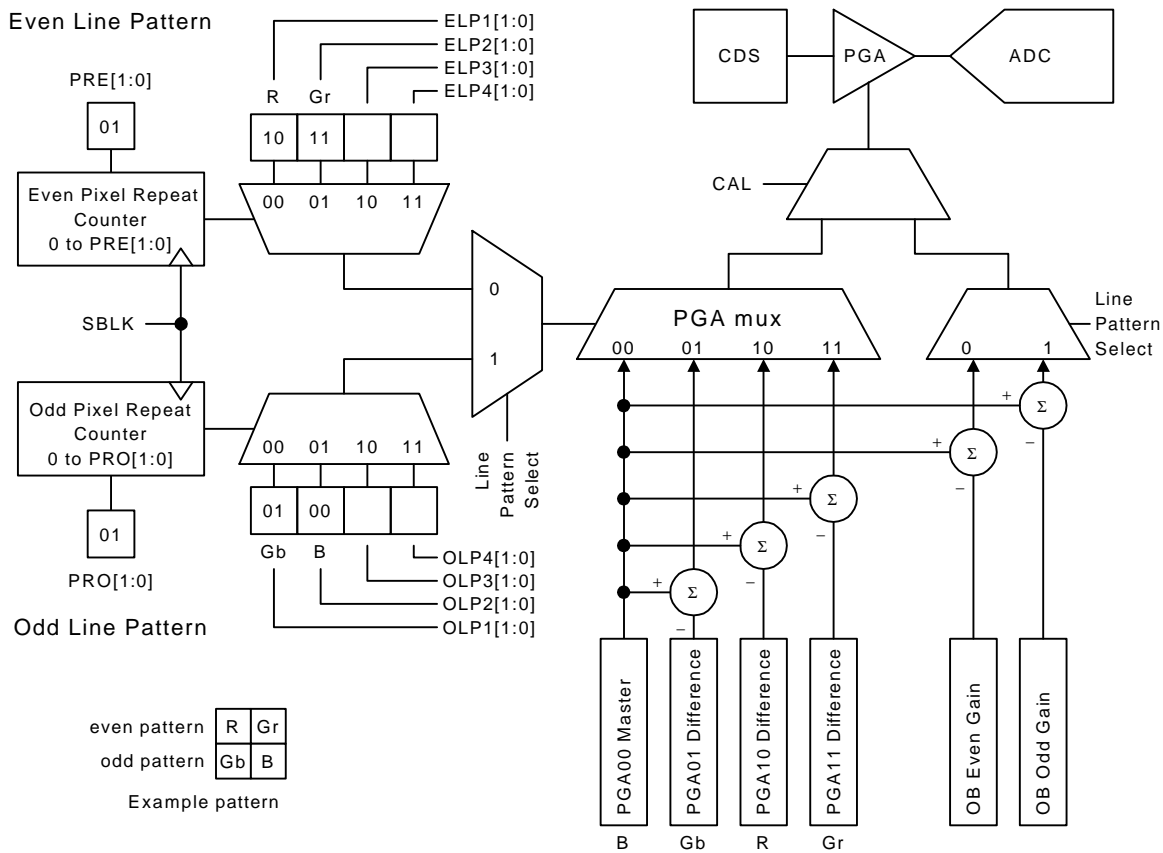 Even Line Pattern
PRE[1:0]
01
Even Pixel Repeat
Counter
0 to PRE[1:0]
SBLK
Odd Pixel Repeat
Counter
0 to PRO[1:0]
01
PRO[1:0]
Odd Line Pattern
ELP1[1:0]
ELP2[1:0]
ELP3[1:0]
ELP4[1:0]
R Gr
10 11
00 01 10 11
00 01 10 11
01 00
Gb B
OLP4[1:0]
OLP3[1:0]
OLP2[1:0]
OLP1[1:0]
0
1
Line
Pattern
Select
CDS
PGA
ADC
CAL
PGA mux
00 01 10 11
0 1
Line
Pattern
Select
+ Σ −
+ Σ −
+ Σ −
+ Σ −
+ Σ −
PGA00 Master
PGA01 Difference
PGA10 Difference
PGA11 Difference
OB Even Gain
OB Odd Gain
B Gb R Gr
even pattern R Gr
odd pattern Gb B
Example pattern